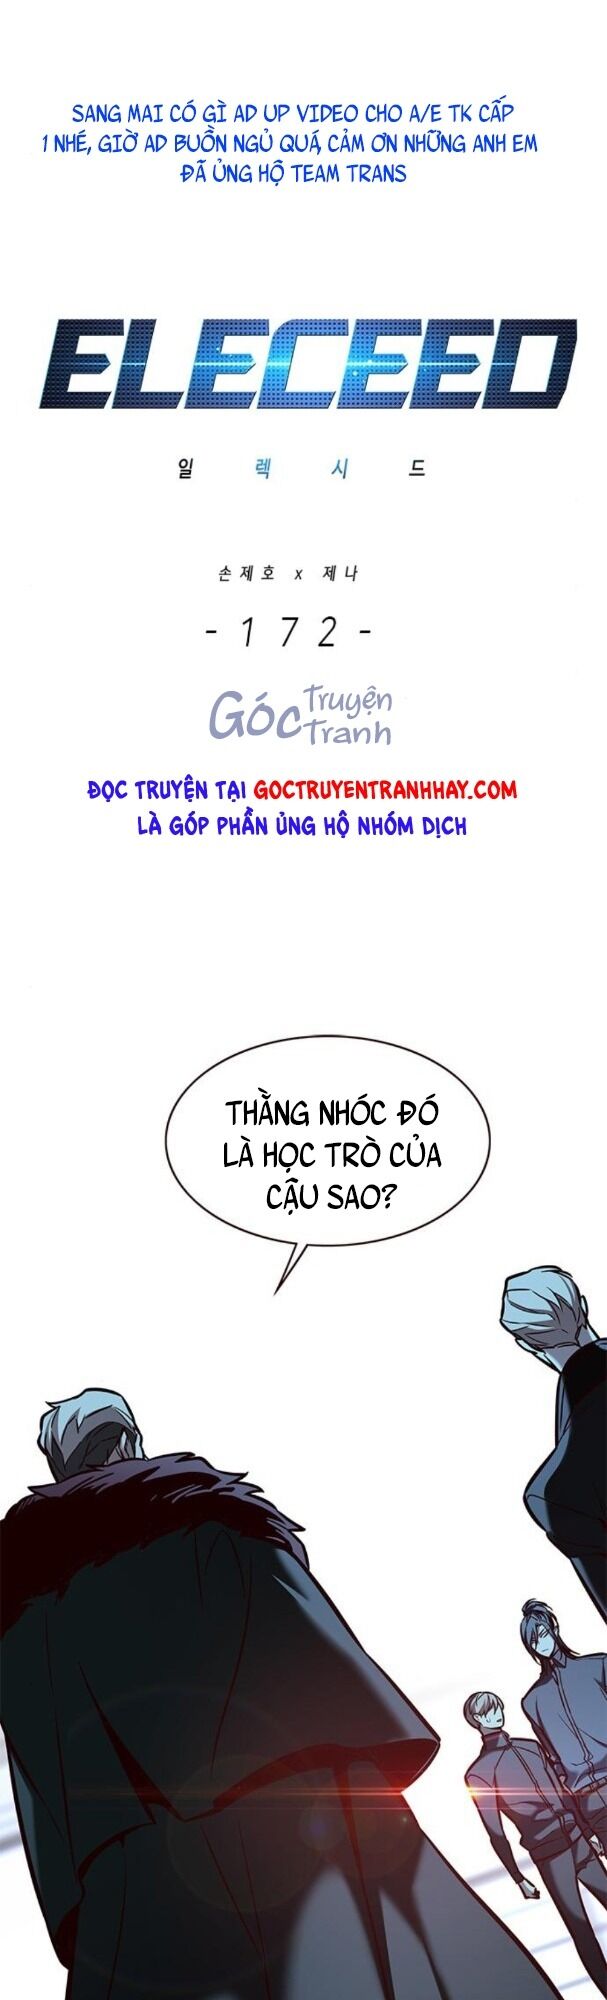 SANG MAI CÓ GÌ AD UP VIDEO CHO A/E TK CẤP
1 NHÉ, GIỜ AD BUỒN NGỦ QUÁ, CẢM ƠN NHỮNG ANH EM
ĐÃ ỦNG HỘ TEAM TRANS
ELECEED
일렉시드
손제호 x 제나
-172-
Góc Truyện
Tranh
ĐỌC TRUYỆN TẠI GOCTRUYENTRANHHAY.COM
LÀ GÓP PHẦN ỦNG HỘ NHÓM DỊCH
THẰNG NHÓC ĐÓ
LÀ HỌC TRÒ CỦA
CẬU SAO?